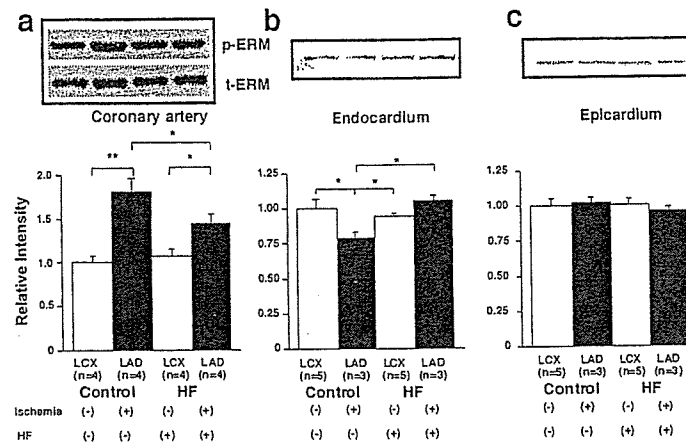 a
p-ERM
t-ERM
Coronary artery
Relative Intensity
2.0
1.5
1.0
0.5
0
**
*
*
LCX (n=4) LAD (n=4) LCX (n=4) LAD (n=4)
Control HF
Ischemia (-) (+) (-) (+)
HF (-) (-) (+) (+)
b
Endocardium
1.25
1.00
0.75
0.50
0.25
0
*
*
*
LCX (n=5) LAD (n=3) LCX (n=5) LAD (n=3)
Control HF
(-) (+) (-) (+)
(-) (-) (+) (+)
c
Epicardium
1.25
1.00
0.75
0.50
0.25
0
LCX (n=5) LAD (n=3) LCX (n=5) LAD (n=3)
Control HF
(-) (+) (-) (+)
(-) (-) (+) (+)